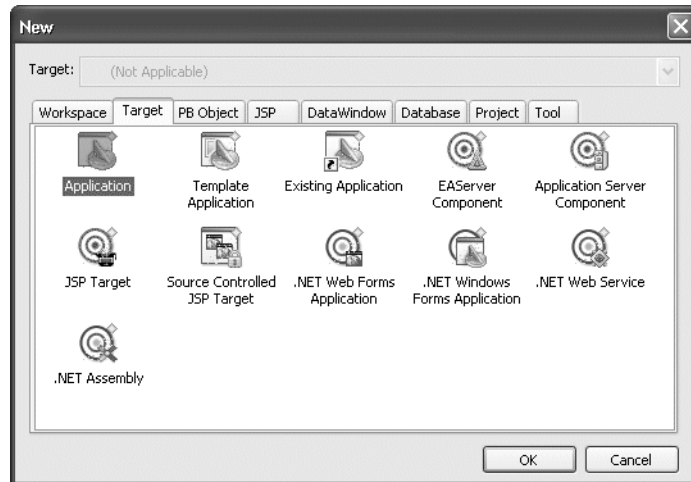 New
Target: (Not Applicable)
Workspace Target PB Object JSP DataWindow Database Project Tool
Application Template Application Existing Application EAServer Component Application Server Component
JSP Target Source Controlled JSP Target .NET Web Forms Application .NET Windows Forms Application .NET Web Service
.NET Assembly
OK Cancel